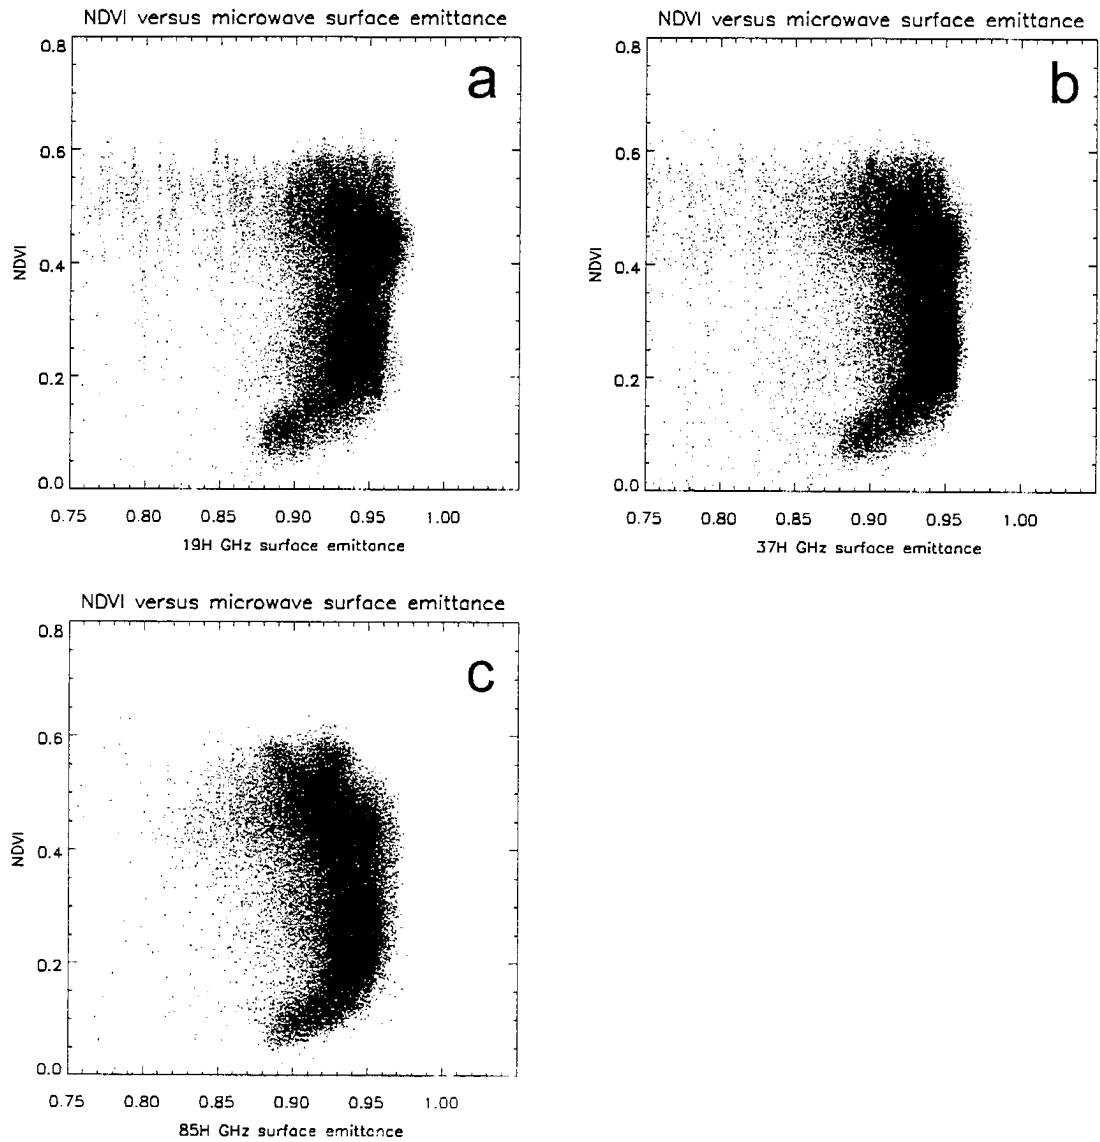 NDVI versus microwave surface emittance
a
0.8
0.6
0.4
0.2
0.0
NDVI
0.75 0.80 0.85 0.90 0.95 1.00
19H GHz surface emittance
NDVI versus microwave surface emittance
b
0.8
0.6
0.4
0.2
0.0
NDVI
0.75 0.80 0.85 0.90 0.95 1.00
37H GHz surface emittance
NDVI versus microwave surface emittance
c
0.8
0.6
0.4
0.2
0.0
NDVI
0.75 0.80 0.85 0.90 0.95 1.00
85H GHz surface emittance